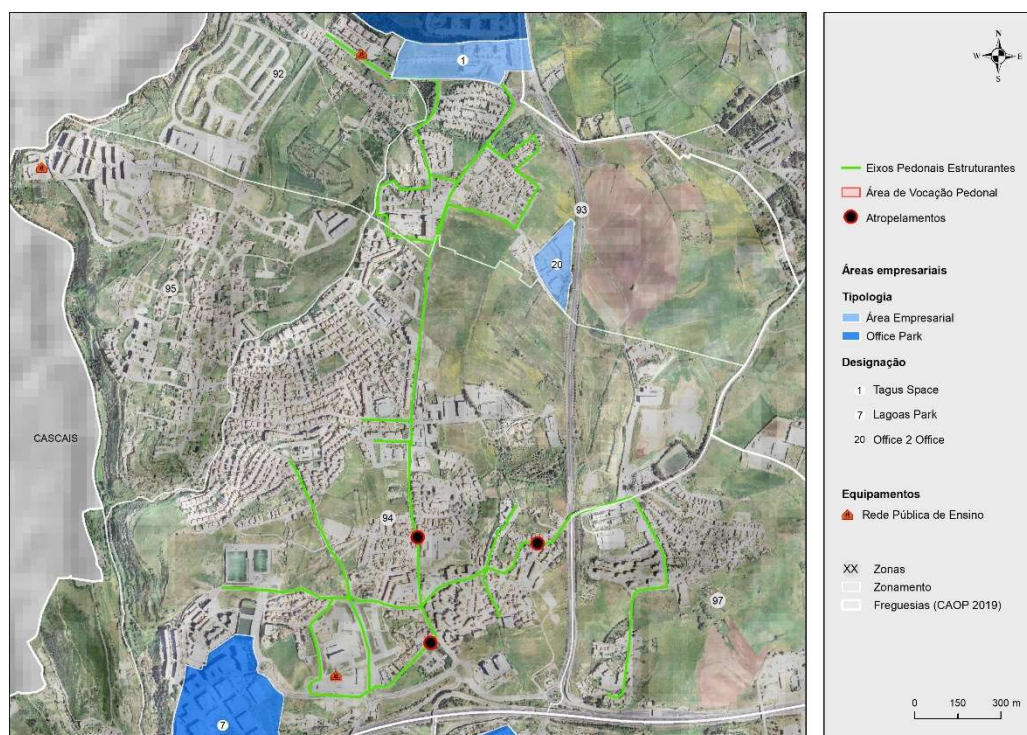 1
92
93
20
95
CASCAIS
94
97
7
N
W E
S
Eixos Pedonais Estruturantes
Área de Vocação Pedonal
Atropelamentos
Áreas empresariais
Tipologia
Área Empresarial
Office Park
Designação
1 Tagus Space
7 Lagoas Park
20 Office 2 Office
Equipamentos
Rede Pública de Ensino
XX Zonas
Zonamento
Freguesias (CAOP 2019)
0 150 300 m